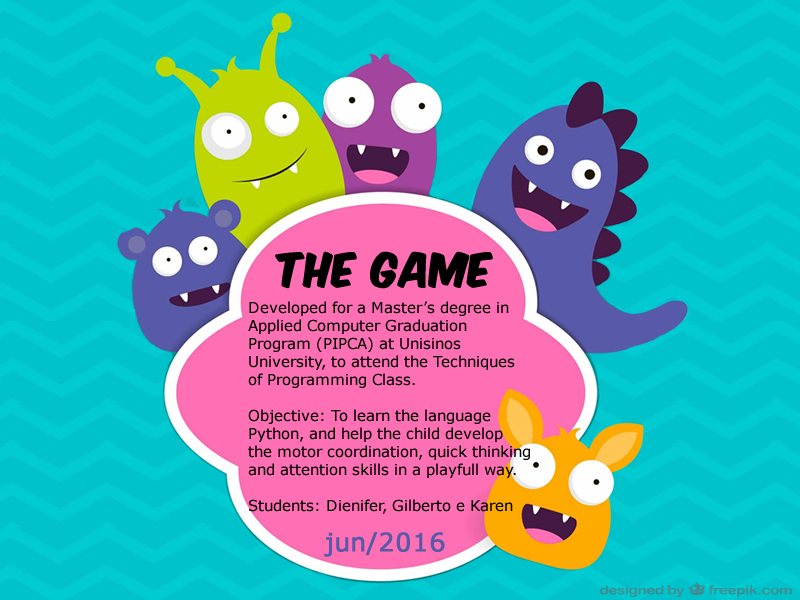 THE GAME
Developed for a Master's degree in
Applied Computer Graduation
Program (PIPCA) at Unisinos
University, to attend the Techniques
of Programming Class.
Objective: To learn the language
Python, and help the child develop
the motor coordination, quick thinking
and attention skills in a playfull way.
Students: Dienifer, Gilberto e Karen
jun/2016
designed by freepik.com